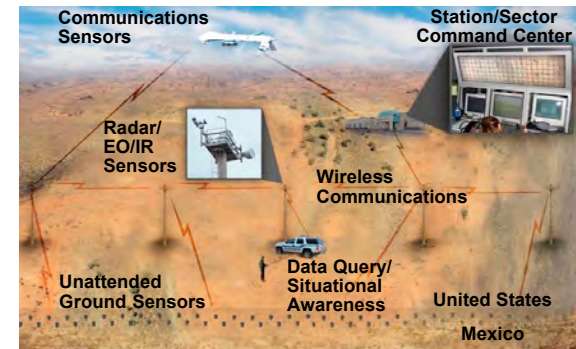 Communications
Sensors
Station/Sector
Command Center
Radar/
EO/IR
Sensors
Wireless
Communications
Unattended
Ground Sensors
Data Query/
Situational
Awareness
United States
Mexico